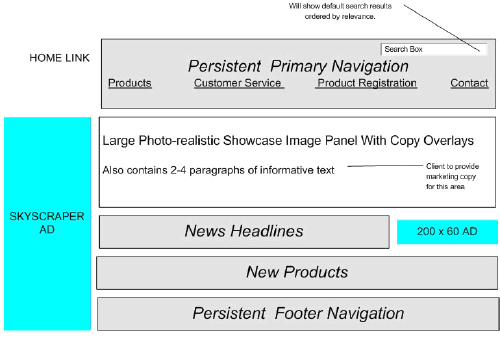 Will show default search results
ordered by relevance.
HOME LINK
Search Box
Persistent Primary Navigation
Products Customer Service Product Registration Contact
Large Photo-realistic Showcase Image Panel With Copy Overlays
Also contains 2-4 paragraphs of informative text
Client to provide
marketing copy
for this area
SKYSCRAPER
AD
News Headlines
200 x 60 AD
New Products
Persistent Footer Navigation